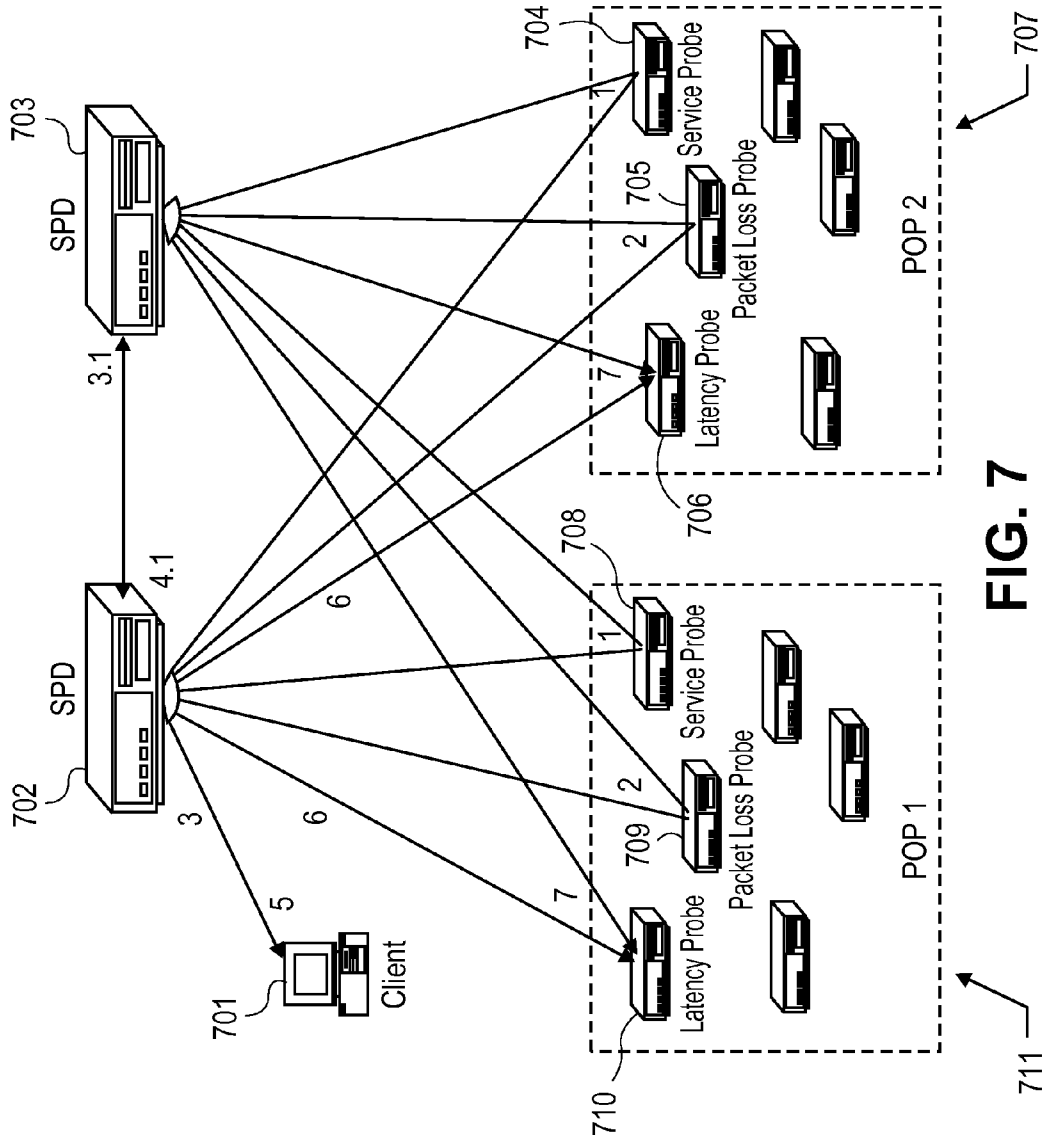 703
SPD
3.1
4.1
SPD
702
3
6
5
701
Client
6
704
1
Service Probe
705
2
Packet Loss Probe
7
Latency Probe
706
POP 2
707
708
1
Service Probe
2
709
Packet Loss Probe
7
Latency Probe
710
POP 1
711
FIG. 7